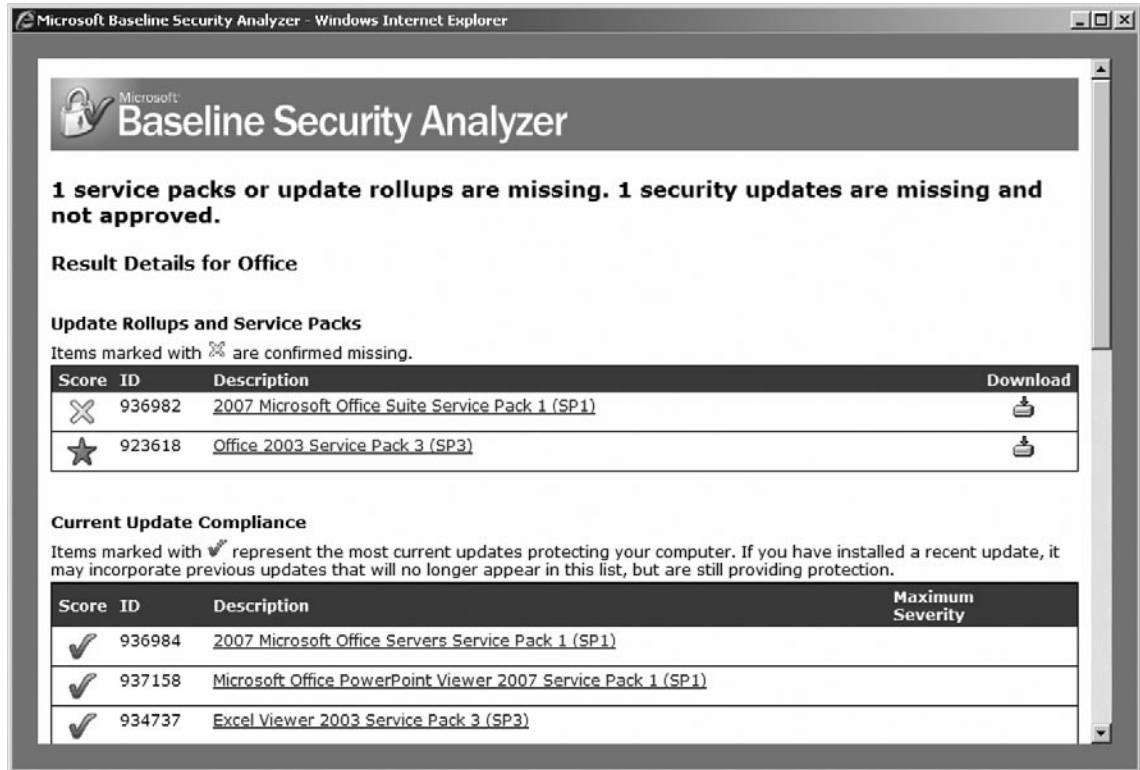 Microsoft Baseline Security Analyzer - Windows Internet Explorer
Microsoft
Baseline Security Analyzer
1 service packs or update rollups are missing. 1 security updates are missing and
not approved.
Result Details for Office
Update Rollups and Service Packs
Items marked with are confirmed missing.
Score ID Description Download
936982 2007 Microsoft Office Suite Service Pack 1 (SP1)
923618 Office 2003 Service Pack 3 (SP3)
Current Update Compliance
Items marked with represent the most current updates protecting your computer. If you have installed a recent update, it
may incorporate previous updates that will no longer appear in this list, but are still providing protection.
Score ID Description Maximum
Severity
936984 2007 Microsoft Office Servers Service Pack 1 (SP1)
937158 Microsoft Office PowerPoint Viewer 2007 Service Pack 1 (SP1)
934737 Excel Viewer 2003 Service Pack 3 (SP3)